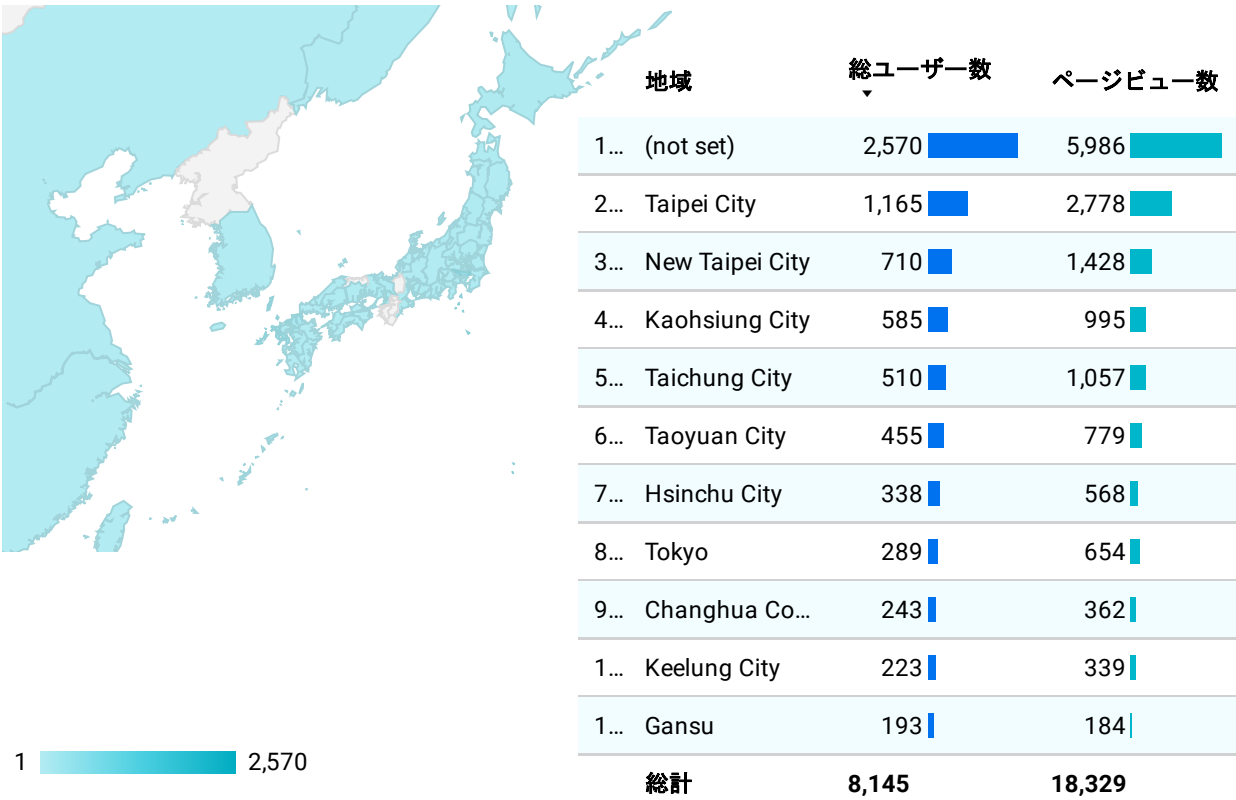 地域 総ユーザー数 ページビュー数
1... (not set) 2,570 5,986
2... Taipei City 1,165 2,778
3... New Taipei City 710 1,428
4... Kaohsiung City 585 995
5... Taichung City 510 1,057
6... Taoyuan City 455 779
7... Hsinchu City 338 568
8... Tokyo 289 654
9... Changhua Co... 243 362
1... Keelung City 223 339
1... Gansu 193 184
総計 8,145 18,329
1 2,570